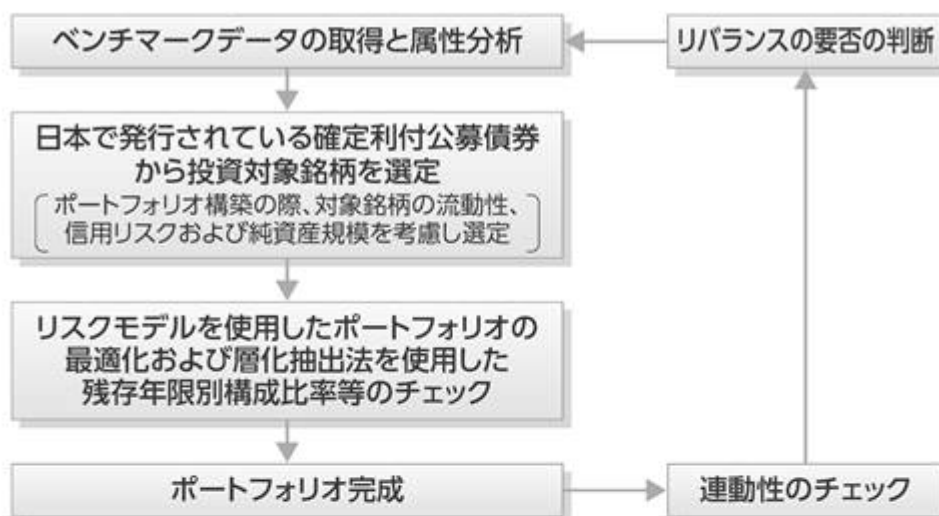 ベンチマークデータの取得と属性分析
リバランスの要否の判断
日本で発行されている確定利付公募債券
から投資対象銘柄を選定
ポートフォリオ構築の際、対象銘柄の流動性、
信用リスクおよび純資産規模を考慮し選定
リスクモデルを使用したポートフォリオの
最適化および層化抽出法を使用した
残存年限別構成比率等のチェック
ポートフォリオ完成
連動性のチェック